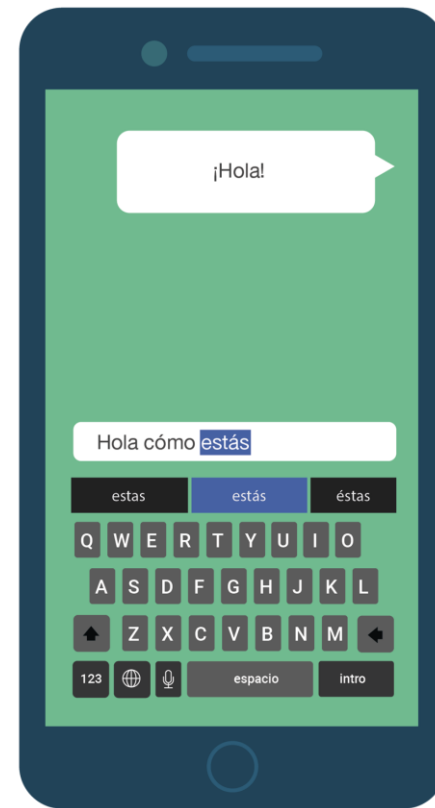 ¡Hola!
Hola cómo estás
estas estás éstas
Q W E R T Y U I O
A S D F G H J K L
Z X C V B N M
123 espacio intro